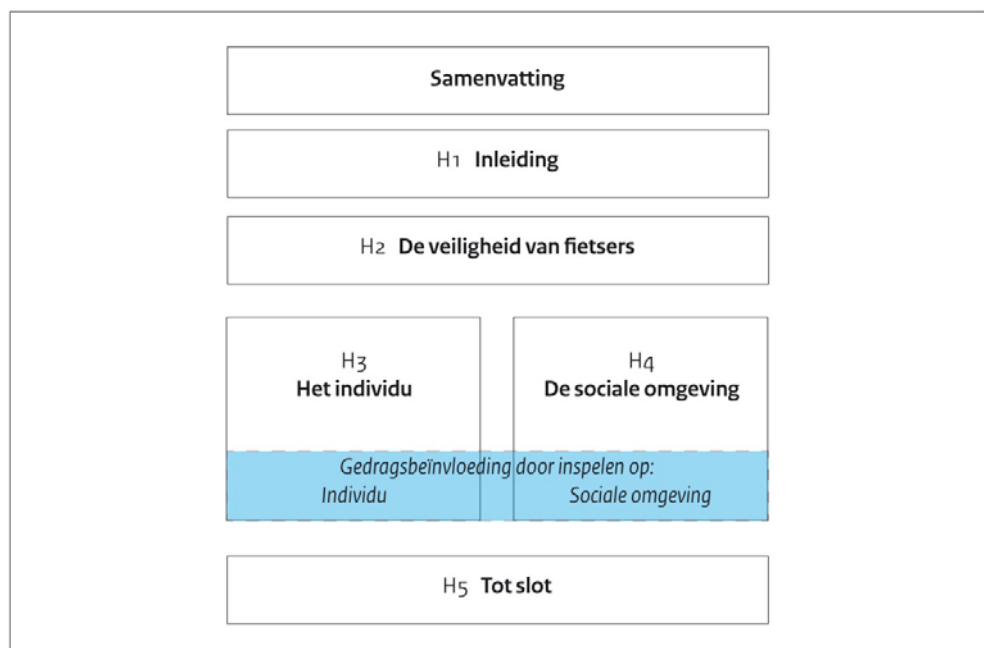 Samenvatting
H1 Inleiding
H2 De veiligheid van fietsers
H3
Het individu
H4
De sociale omgeving
Gedragsbeïnvloeding door inspelen op:
Individu
Sociale omgeving
H5 Tot slot